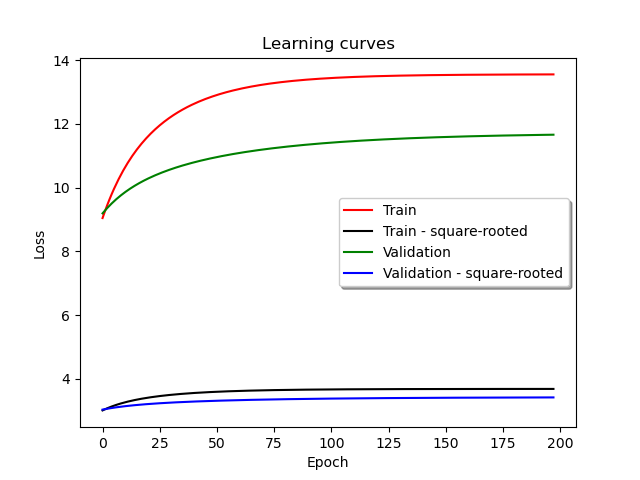 Learning curves
14
12
10
8
6
4
Loss
Train
Train - square-rooted
Validation
Validation - square-rooted
0 25 50 75 100 125 150 175 200
Epoch